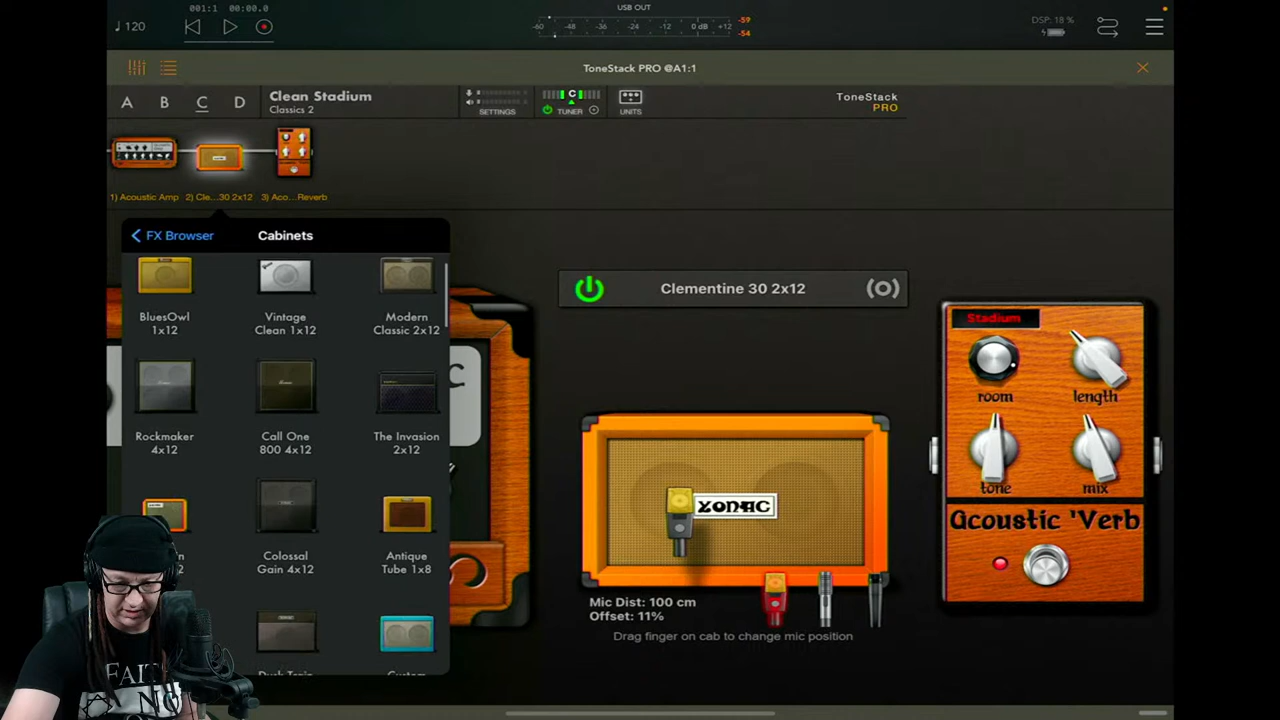 001:1 00:00.0
USB OUT
♩120
-60 -48 -36 -24 -12 0 dB +12
-59
-54
DSP: 18 %
ToneStack PRO @A1:1
A B C D
Clean Stadium
Classics 2
SETTINGS
C
TUNER
UNITS
ToneStack
PRO
1) Acoustic Amp 2) Cle...30 2x12 3) Aco...Reverb
FX Browser
Cabinets
BluesOwl
1x12
Vintage
Clean 1x12
Modern
Classic 2x12
Rockmaker
4x12
Call One
800 4x12
The Invasion
2x12
Colossal
Gain 4x12
Antique
Tube 1x8
Custom
Clementine 30 2x12
YONAC
Mic Dist: 100 cm
Offset: 11%
Drag finger on cab to change mic position
Stadium
room
length
tone
mix
Acoustic 'Verb
FAITH
NO